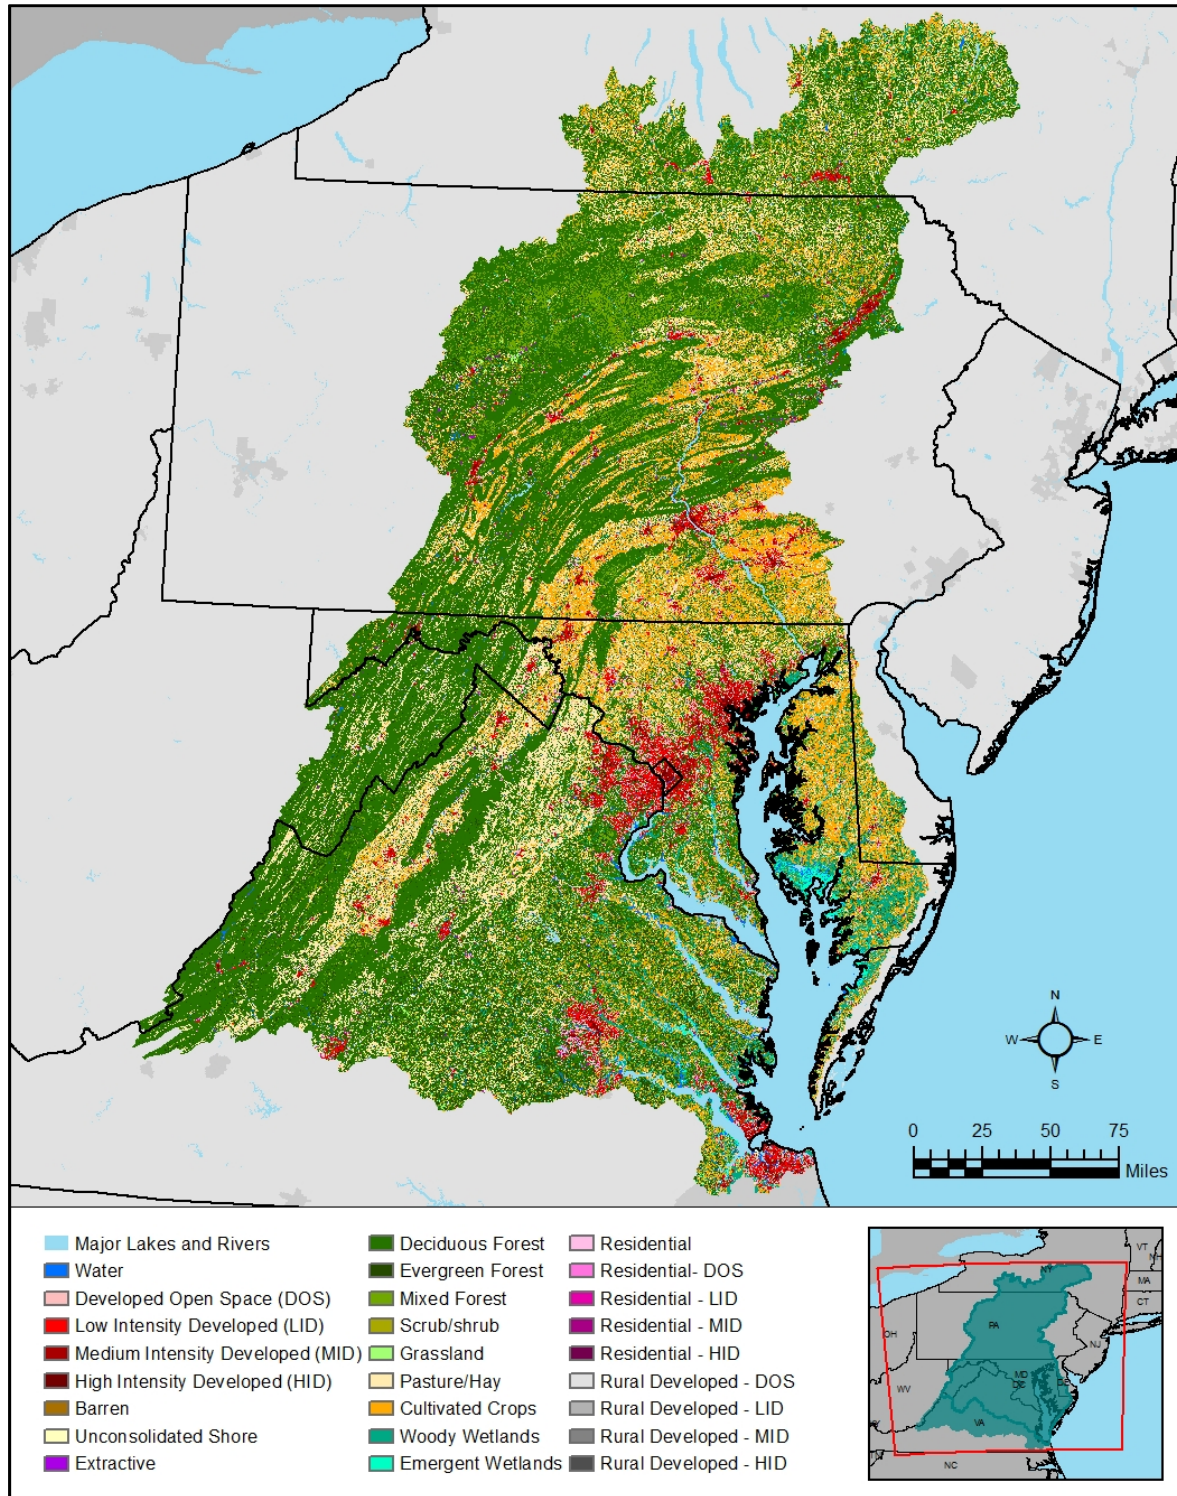 N
W E
S
0 25 50 75
Miles
Major Lakes and Rivers
Water
Developed Open Space (DOS)
Low Intensity Developed (LID)
Medium Intensity Developed (MID)
High Intensity Developed (HID)
Barren
Unconsolidated Shore
Extractive
Deciduous Forest
Evergreen Forest
Mixed Forest
Scrub/shrub
Grassland
Pasture/Hay
Cultivated Crops
Woody Wetlands
Emergent Wetlands
Residential
Residential- DOS
Residential - LID
Residential - MID
Residential - HID
Rural Developed - DOS
Rural Developed - LID
Rural Developed - MID
Rural Developed - HID
VT
NH
NY
MA
CT
PA
OH
NJ
MD
DC
DE
WV
VA
NC